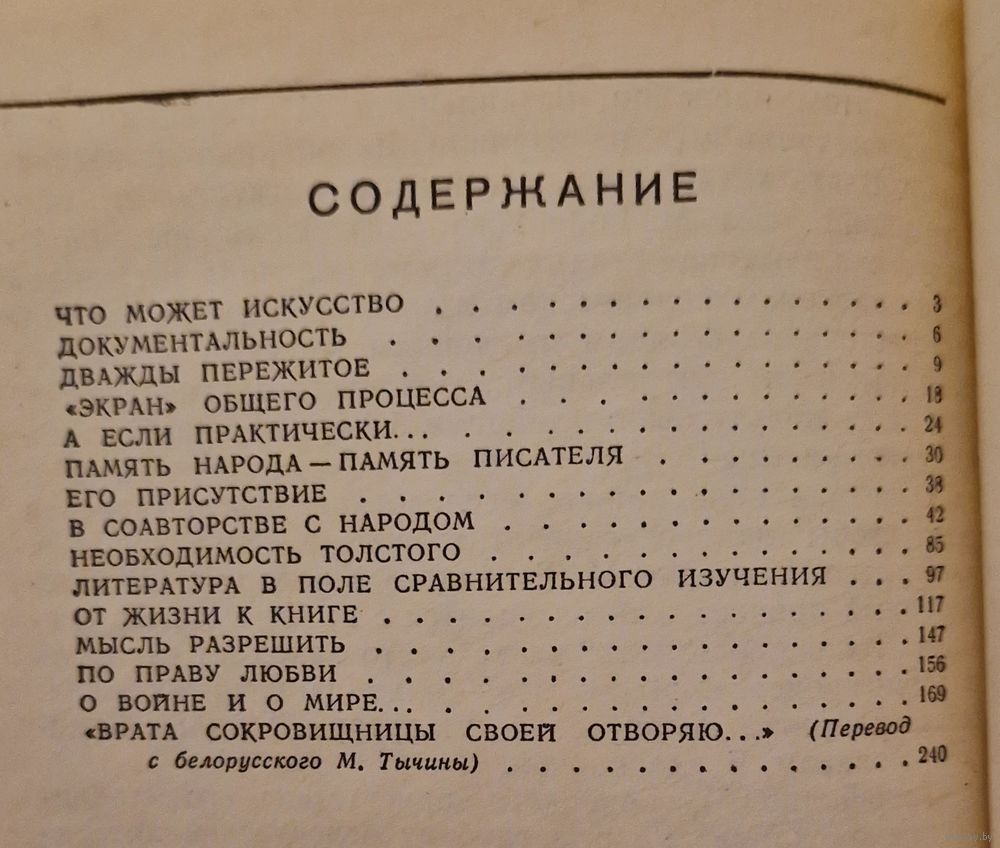 СОДЕРЖАНИЕ
ЧТО МОЖЕТ ИСКУССТВО . . . . . . . . . . . . . . . 3
ДОКУМЕНТАЛЬНОСТЬ . . . . . . . . . . . . . . . 6
ДВАЖДЫ ПЕРЕЖИТОЕ . . . . . . . . . . . . . . . 9
«ЭКРАН» ОБЩЕГО ПРОЦЕССА . . . . . . . . . . . 18
А ЕСЛИ ПРАКТИЧЕСКИ... . . . . . . . . . . . . . 24
ПАМЯТЬ НАРОДА — ПАМЯТЬ ПИСАТЕЛЯ . . . . . . . 30
ЕГО ПРИСУТСТВИЕ . . . . . . . . . . . . . . . 38
В СОАВТОРСТВЕ С НАРОДОМ . . . . . . . . . . . 42
НЕОБХОДИМОСТЬ ТОЛСТОГО . . . . . . . . . . . . 85
ЛИТЕРАТУРА В ПОЛЕ СРАВНИТЕЛЬНОГО ИЗУЧЕНИЯ . . . 97
ОТ ЖИЗНИ К КНИГЕ . . . . . . . . . . . . . . 117
МЫСЛЬ РАЗРЕШИТЬ . . . . . . . . . . . . . . 147
ПО ПРАВУ ЛЮБВИ . . . . . . . . . . . . . . . 156
О ВОЙНЕ И О МИРЕ... . . . . . . . . . . . . . 169
«ВРАТА СОКРОВИЩНИЦЫ СВОЕЙ ОТВОРЯЮ...» (Перевод
с белорусского М. Тычины) . . . . . . . . . . . 240